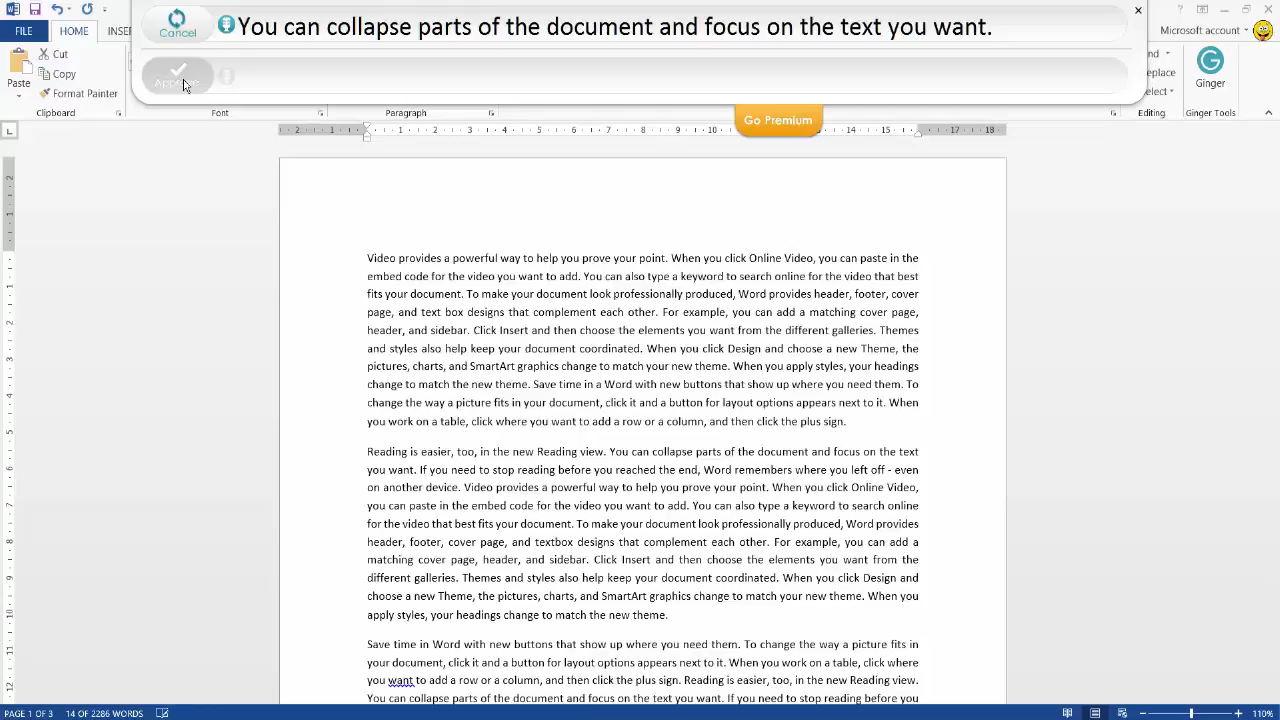 You can collapse parts of the document and focus on the text you want.
Cancel
Microsoft account
FILE
HOME
Paste
Cut
Copy
Format Painter
Ginger
Clipboard
Font
Paragraph
Editing
Ginger Tools
Go Premium
2 1 1 2 3 4 5 6 7 8 9 10 14 15 17 18
Video provides a powerful way to help you prove your point. When you click Online Video, you can paste in the
embed code for the video you want to add. You can also type a keyword to search online for the video that best
fits your document. To make your document look professionally produced, Word provides header, footer, cover
page, and text box designs that complement each other. For example, you can add a matching cover page,
header, and sidebar. Click Insert and then choose the elements you want from the different galleries. Themes
and styles also help keep your document coordinated. When you click Design and choose a new Theme, the
pictures, charts, and SmartArt graphics change to match your new theme. When you apply styles, your headings
change to match the new theme. Save time in a Word with new buttons that show up where you need them. To
change the way a picture fits in your document, click it and a button for layout options appears next to it. When
you work on a table, click where you want to add a row or a column, and then click the plus sign.
Reading is easier, too, in the new Reading view. You can collapse parts of the document and focus on the text
you want. If you need to stop reading before you reached the end, Word remembers where you left off - even
on another device. Video provides a powerful way to help you prove your point. When you click Online Video,
you can paste in the embed code for the video you want to add. You can also type a keyword to search online
for the video that best fits your document. To make your document look professionally produced, Word provides
header, footer, cover page, and textbox designs that complement each other. For example, you can add a
matching cover page, header, and sidebar. Click Insert and then choose the elements you want from the
different galleries. Themes and styles also help keep your document coordinated. When you click Design and
choose a new Theme, the pictures, charts, and SmartArt graphics change to match your new theme. When you
apply styles, your headings change to match the new theme.
Save time in Word with new buttons that show up where you need them. To change the way a picture fits in
your document, click it and a button for layout options appears next to it. When you work on a table, click where
you want to add a row or a column, and then click the plus sign. Reading is easier, too, in the new Reading view.
You can collapse parts of the document and focus on the text you want. If you need to stop reading before you
PAGE 1 OF 3
14 OF 2286 WORDS
110%